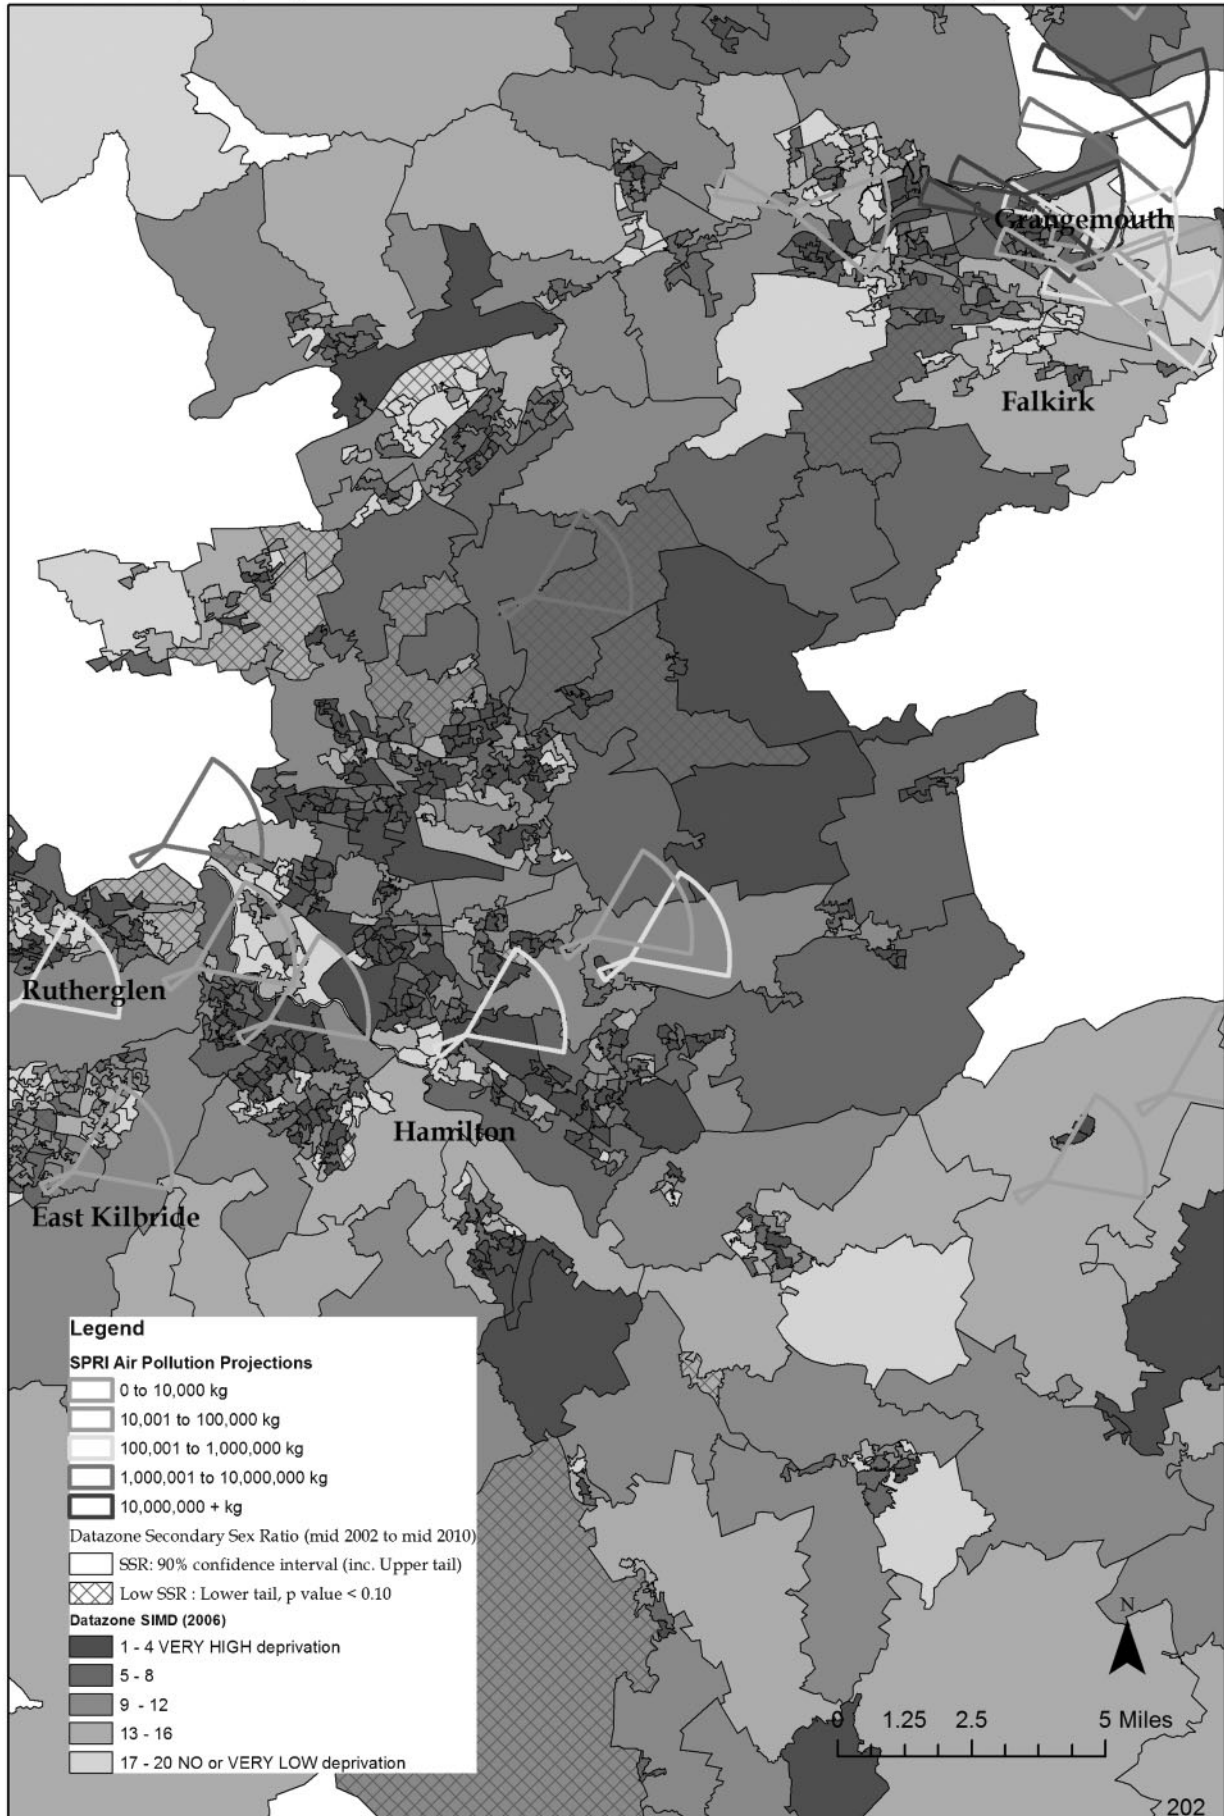 Grangemouth
Falkirk
Rutherglen
Hamilton
East Kilbride
Legend
SPRI Air Pollution Projections
0 to 10,000 kg
10,001 to 100,000 kg
100,001 to 1,000,000 kg
1,000,001 to 10,000,000 kg
10,000,000 + kg
Datazone Secondary Sex Ratio (mid 2002 to mid 2010)
SSR: 90% confidence interval (inc. Upper tail)
Low SSR : Lower tail, p value < 0.10
Datazone SIMD (2006)
1 - 4 VERY HIGH deprivation
5 - 8
9 - 12
13 - 16
17 - 20 NO or VERY LOW deprivation
N
0 1.25 2.5 5 Miles
202